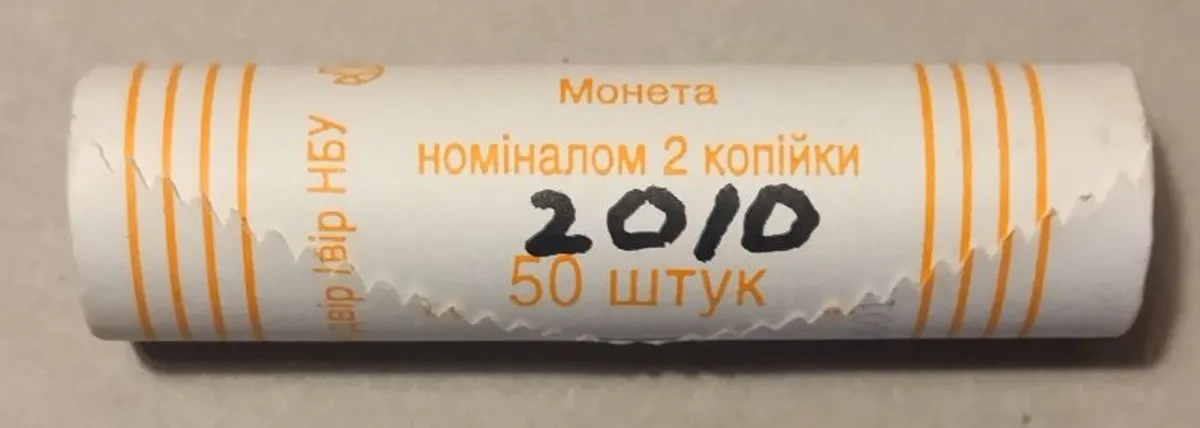 Монета
номіналом 2 копійки
2010
50 штук
двір НБУ